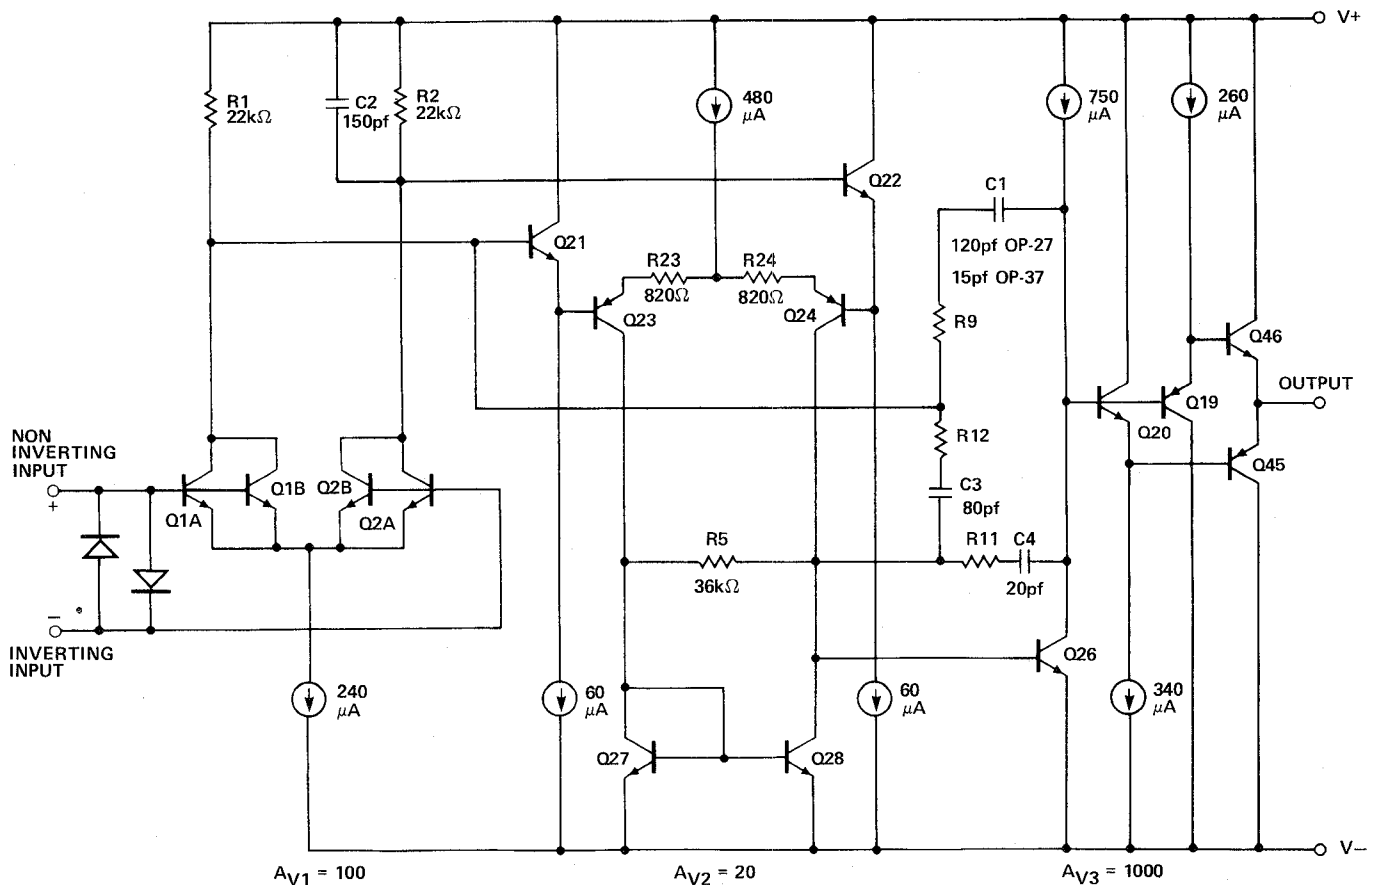 V+
R1
22kΩ
C2
150pf
R2
22kΩ
480
μA
750
μA
260
μA
Q22
C1
120pf OP-27
15pf OP-37
Q21
R23
820Ω
R24
820Ω
Q23
Q24
R9
Q46
OUTPUT
Q19
Q20
Q45
NON
INVERTING
INPUT
+
Q1A
Q1B
Q2B
Q2A
R12
C3
80pf
R5
36kΩ
R11
C4
20pf
−
INVERTING
INPUT
Q26
240
μA
60
μA
60
μA
340
μA
Q27
Q28
V−
AV1 = 100
AV2 = 20
AV3 = 1000